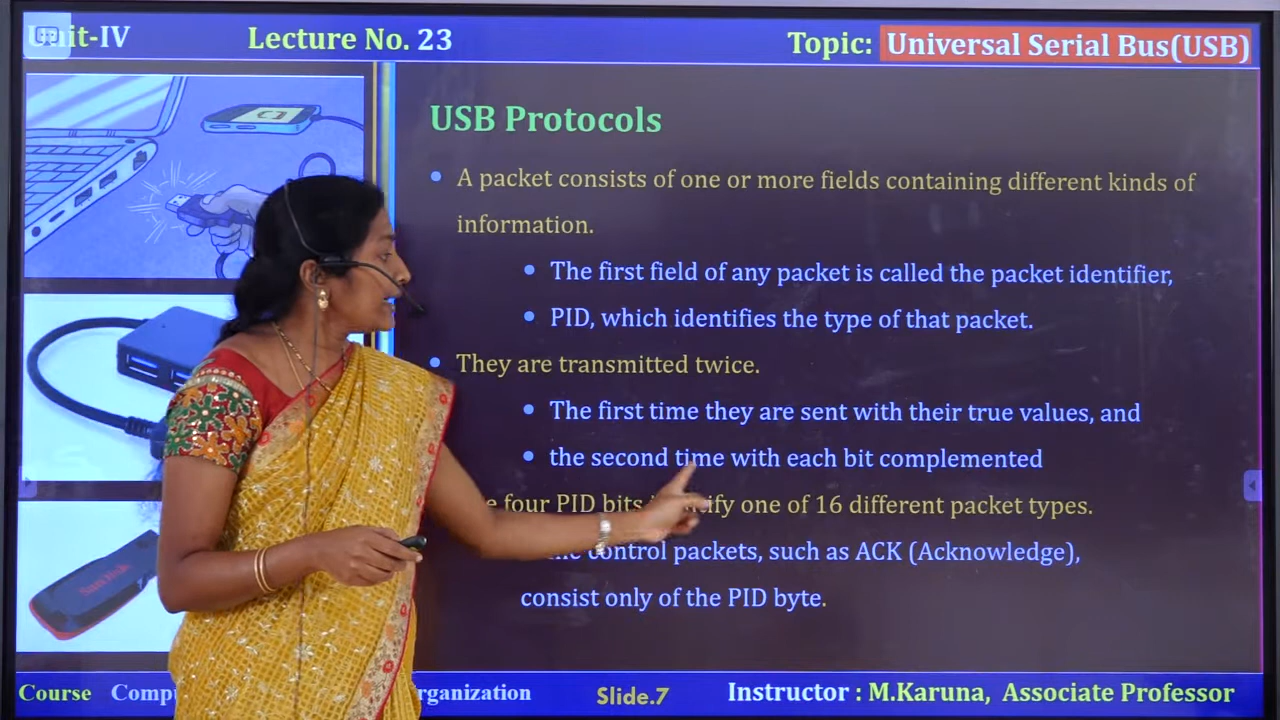 Unit-IV
Lecture No. 23
Topic: Universal Serial Bus(USB)
USB Protocols
A packet consists of one or more fields containing different kinds of
information.
The first field of any packet is called the packet identifier,
PID, which identifies the type of that packet.
They are transmitted twice.
The first time they are sent with their true values, and
the second time with each bit complemented
four PID bits one of 16 different packet types.
control packets, such as ACK (Acknowledge),
consist only of the PID byte.
SanDisk
Course
Slide.7
Instructor : M.Karuna, Associate Professor